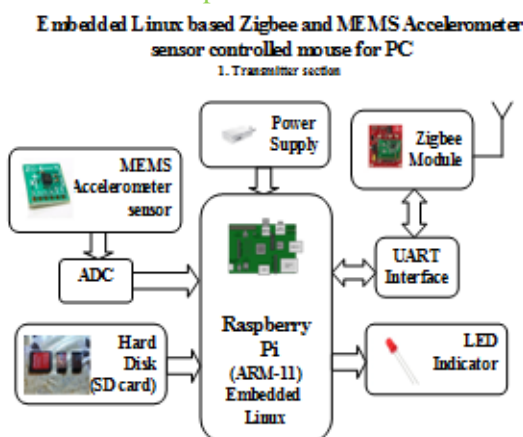 Embedded Linux based Zigbee and MEMS Accelerometer
sensor controlled mouse for PC
1. Transmitter section
Power
Supply
Zigbee
Module
MEMS
Accelerometer
sensor
ADC
UART
Interface
Raspberry
Pi
(ARM-11)
Embedded
Linux
Hard
Disk
(SD card)
LED
Indicator